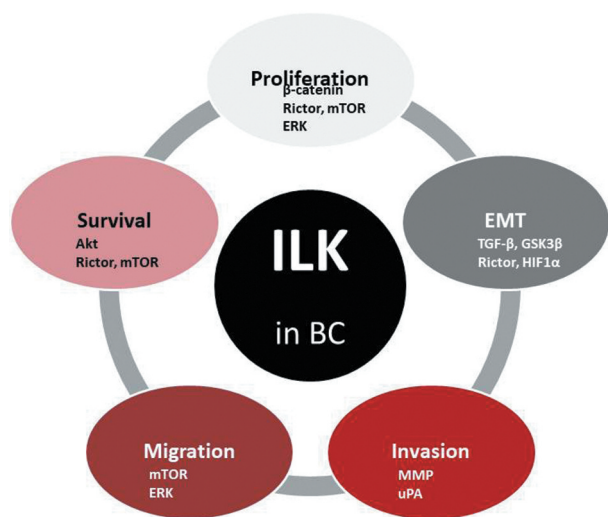 Proliferation
β-catenin
Rictor, mTOR
ERK
Survival
Akt
Rictor, mTOR
ILK
in BC
EMT
TGF-β, GSK3β
Rictor, HIF1α
Migration
mTOR
ERK
Invasion
MMP
uPA